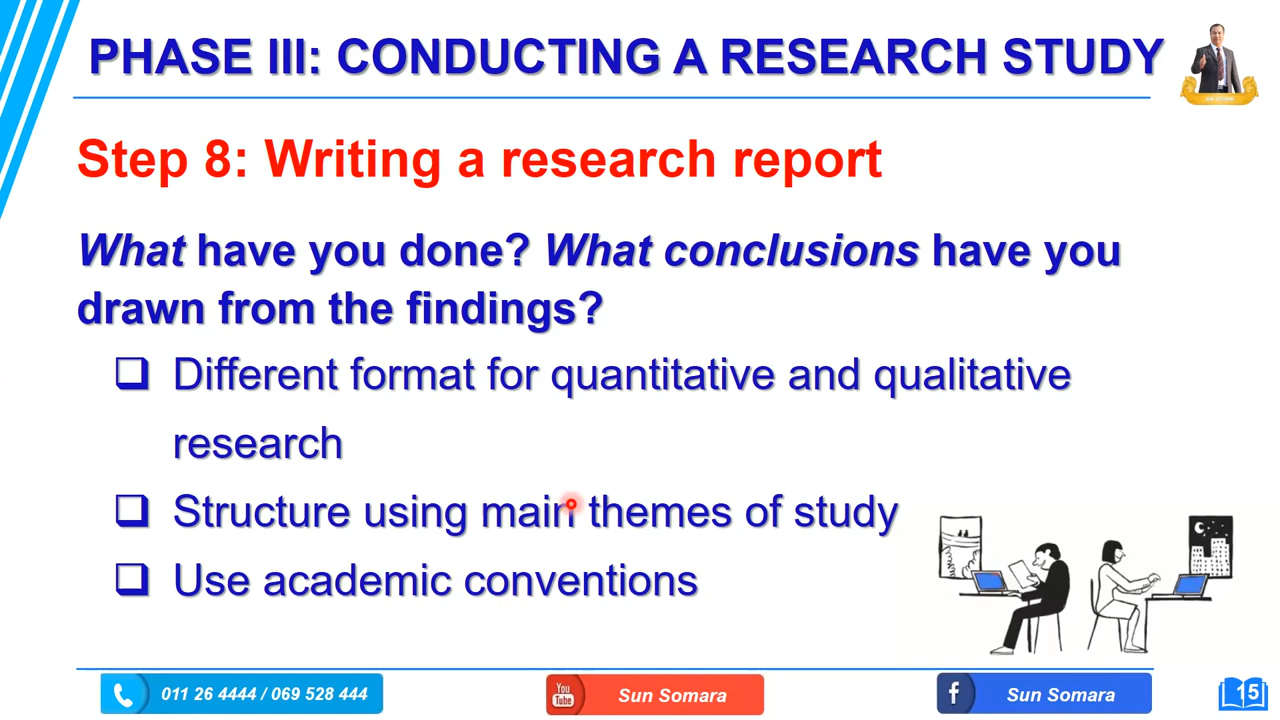 PHASE III: CONDUCTING A RESEARCH STUDY
Step 8: Writing a research report
What have you done? What conclusions have you
drawn from the findings?
Different format for quantitative and qualitative
research
Structure using main themes of study
Use academic conventions
011 26 4444 / 069 528 444
You
Tube
Sun Somara
f
Sun Somara
15